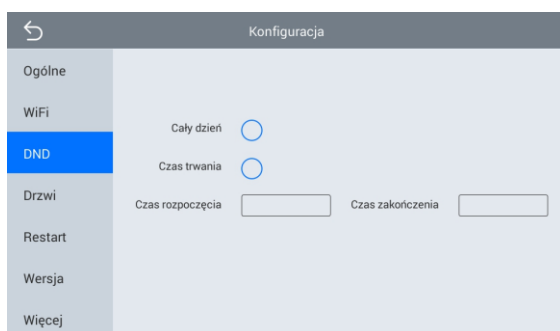 Konfiguracja
Ogólne
WiFi
DND
Drzwi
Restart
Wersja
Więcej
Cały dzień
Czas trwania
Czas rozpoczęcia
Czas zakończenia